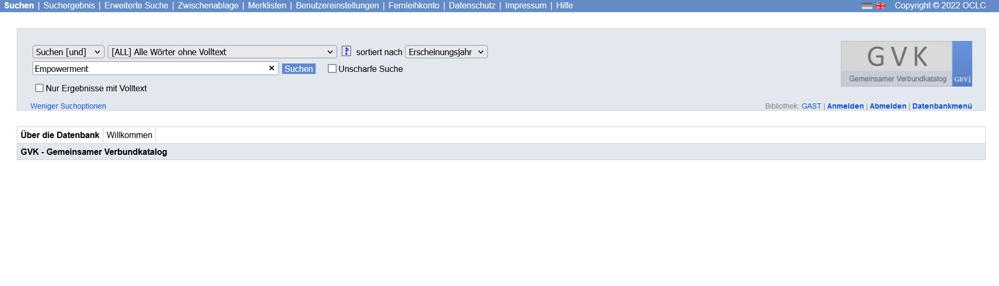 Suchen | Suchergebnis | Erweiterte Suche | Zwischenablage | Merklisten | Benutzereinstellungen | Fernleihkonto | Datenschutz | Impressum | Hilfe Copyright © 2022 OCLC
Suchen [und] [ALL] Alle Wörter ohne Volltext ? sortiert nach Erscheinungsjahr
Empowerment × Suchen Unscharfe Suche
Nur Ergebnisse mit Volltext
GVK
Gemeinsamer Verbundkatalog GBV
Weniger Suchoptionen Bibliothek: GAST | Anmelden | Abmelden | Datenbankmenü
Über die Datenbank Willkommen
GVK - Gemeinsamer Verbundkatalog